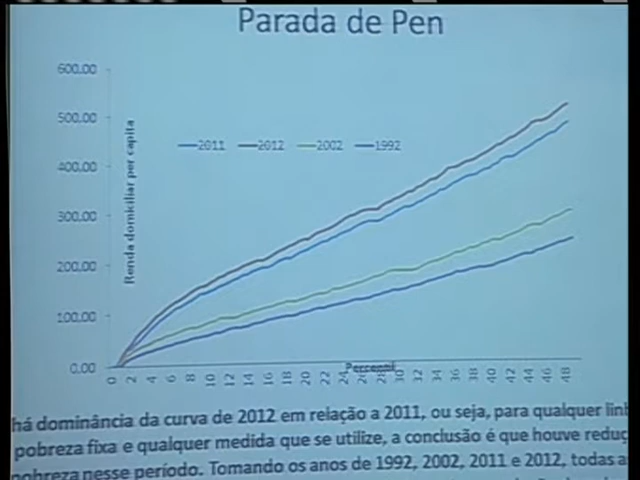 Parada de Pen
600.00
500.00
400.00
300.00
200.00
100.00
0.00
Renda domiciliar per capita
2011 2012 2002 1992
0 2 4 6 8 10 12 14 16 18 20 22 24 26 28 30 32 34 36 38 40 42 44 46 48
Percentil
há dominância da curva de 2012 em relação a 2011, ou seja, para qualquer
pobreza fixa e qualquer medida que se utilize, a conclusão é que houve
pobreza nesse período. Tomando os anos de 1992, 2002, 2011 e 2012, todas